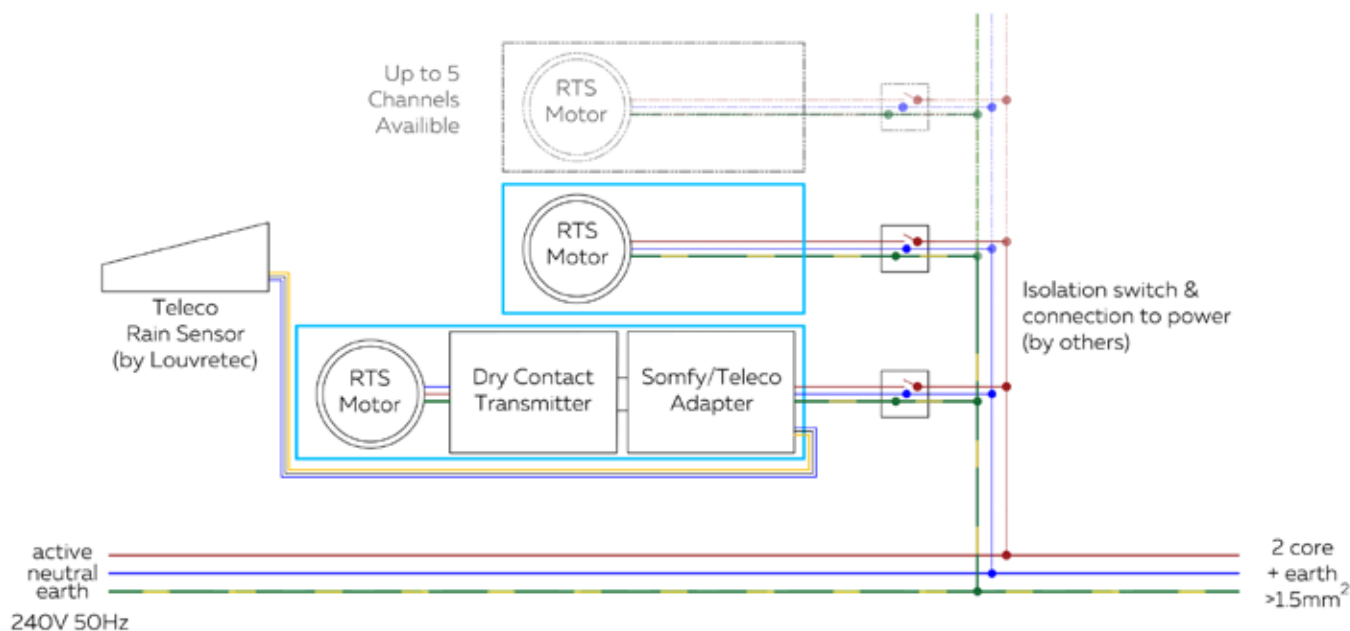 Up to 5
Channels
Availible
RTS
Motor
RTS
Motor
Teleco
Rain Sensor
(by Louvretec)
Isolation switch &
connection to power
(by others)
RTS
Motor
Dry Contact
Transmitter
Somfy/Teleco
Adapter
active
neutral
earth
240V 50Hz
2 core
+ earth
>1.5mm²